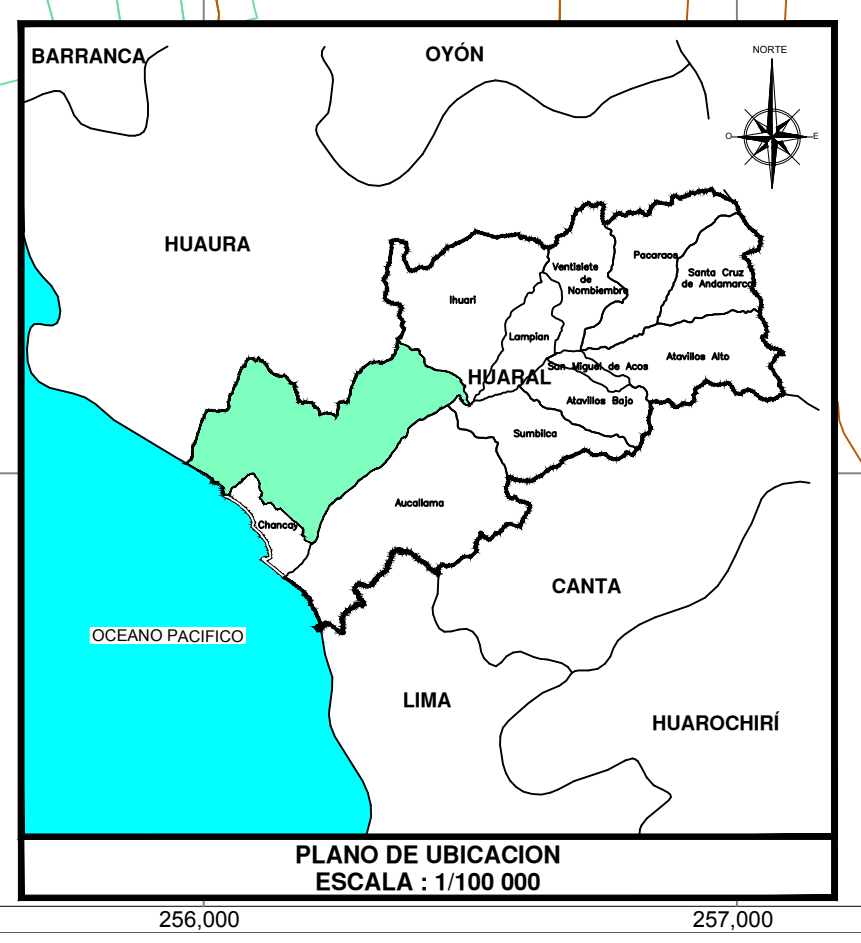 BARRANCA
OYÓN
NORTE
O
E
HUAURA
Ventisiete
de
Nombiembre
Pacaraos
Santa Cruz
de Andamarca
Ihuari
Lampian
San Miguel de Acos
Atavillos Alto
HUARAL
Atavillos Bajo
Sumbilca
Aucallama
Chancay
CANTA
OCEANO PACIFICO
LIMA
HUAROCHIRÍ
PLANO DE UBICACION
ESCALA : 1/100 000
256,000
257,000